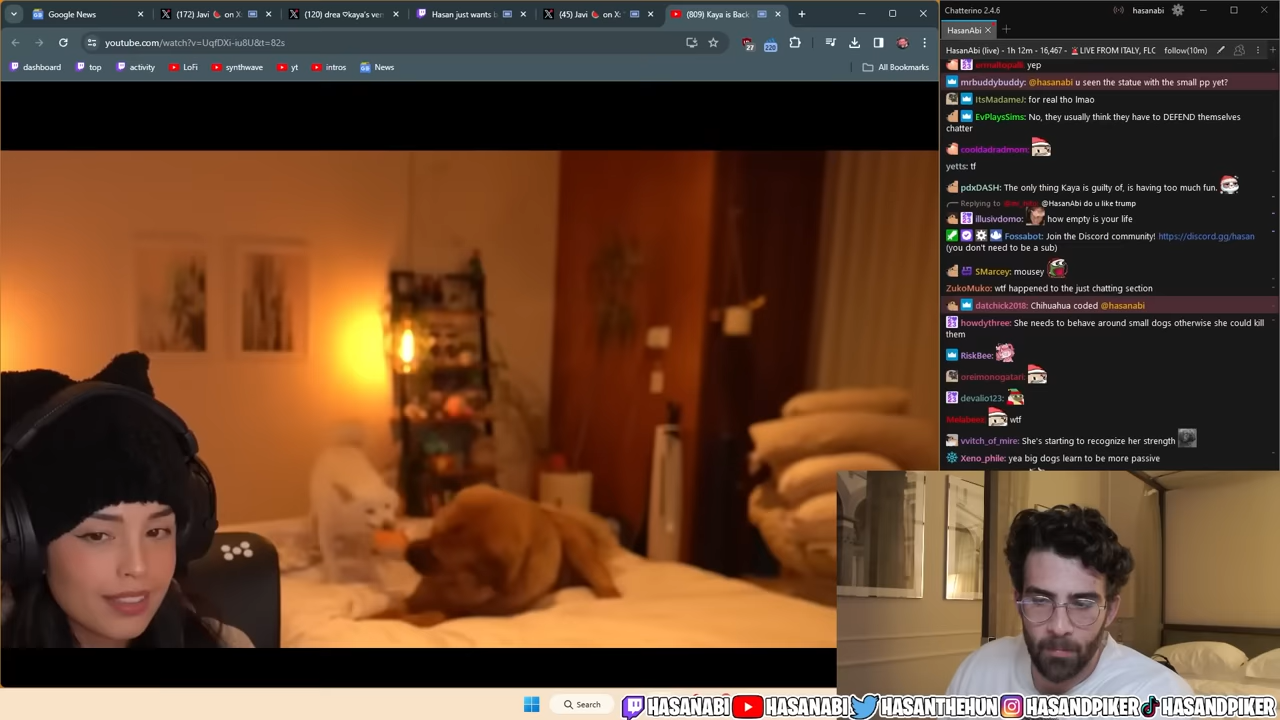 Google News
(172) Javi 🍉 on X
(120) drea ♡kaya's ver
Hasan just wants b
(45) Javi 🍉 on X:
(809) Kaya is Back
youtube.com/watch?v=UqfDXi-iu8U&t=82s
27
220
dashboard
top
activity
LoFi
synthwave
yt
intros
News
All Bookmarks
Chatterino 2.4.6
hasanabi
HasanAbi
HasanAbi (live) - 1h 12m - 16,467 - 🚨LIVE FROM ITALY, FLC
follow(10m)
yep
mrbuddybuddy: @hasanabi u seen the statue with the small pp yet?
ItsMadameJ: for real tho lmao
EvPlaysSims: No, they usually think they have to DEFEND themselves
chatter
cooldadradmom:
yetts: tf
pdxDASH: The only thing Kaya is guilty of, is having too much fun.
Replying to
@HasanAbi do u like trump
illusivdomo: how empty is your life
Fossabot: Join the Discord community! https://discord.gg/hasan
(you don't need to be a sub)
SMarcey: mousey
ZukoMuko: wtf happened to the just chatting section
datchick2018: Chihuahua coded @hasanabi
howdythree: She needs to behave around small dogs otherwise she could kill
them
RiskBee:
oreimonogatari:
devalio123:
wtf
vvitch_of_mire: She's starting to recognize her strength
Xeno_phile: yea big dogs learn to be more passive
Search
HASANABI
HASANABI
HASANTHEHUN
HASANDPIKER
HASANDPIKER